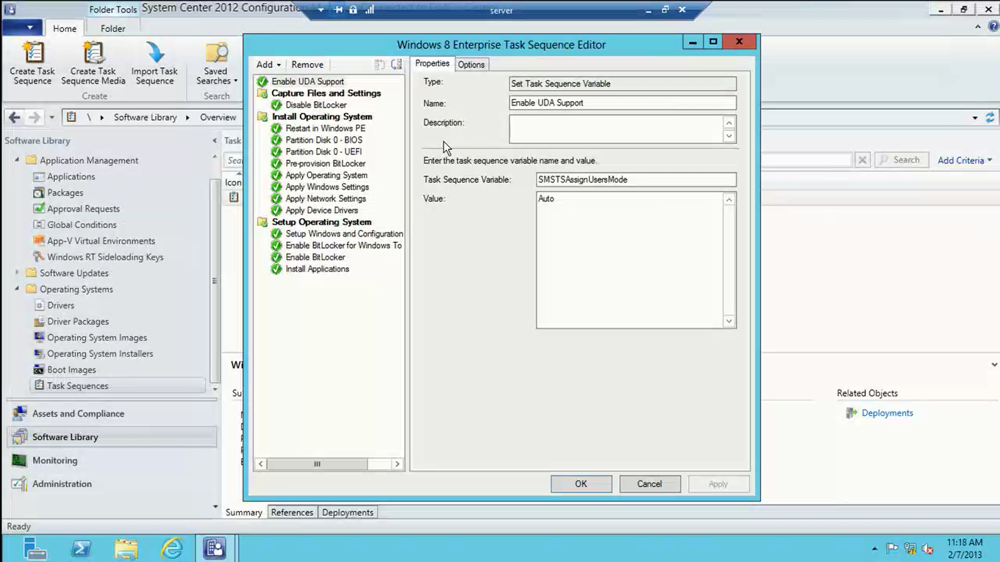 Folder Tools
System Center 2012 Configuration
server
Home
Folder
Create Task Sequence
Create Task Sequence Media
Import Task Sequence
Saved Searches
Create
Search
\ Software Library Overview
Software Library
Application Management
Applications
Packages
Approval Requests
Global Conditions
App-V Virtual Environments
Windows RT Sideloading Keys
Software Updates
Operating Systems
Drivers
Driver Packages
Operating System Images
Operating System Installers
Boot Images
Task Sequences
Assets and Compliance
Software Library
Monitoring
Administration
Task
Icon
Search
Add Criteria
Windows 8 Enterprise Task Sequence Editor
Add Remove
Enable UDA Support
Capture Files and Settings
Disable BitLocker
Install Operating System
Restart in Windows PE
Partition Disk 0 - BIOS
Partition Disk 0 - UEFI
Pre-provision BitLocker
Apply Operating System
Apply Windows Settings
Apply Network Settings
Apply Device Drivers
Setup Operating System
Setup Windows and Configuration
Enable BitLocker for Windows To
Enable BitLocker
Install Applications
Properties
Options
Type: Set Task Sequence Variable
Name: Enable UDA Support
Description:
Enter the task sequence variable name and value.
Task Sequence Variable: SMSTSAssignUsersMode
Value: Auto
OK
Cancel
Apply
Related Objects
Deployments
Summary
References
Deployments
Ready
11:18 AM
2/7/2013